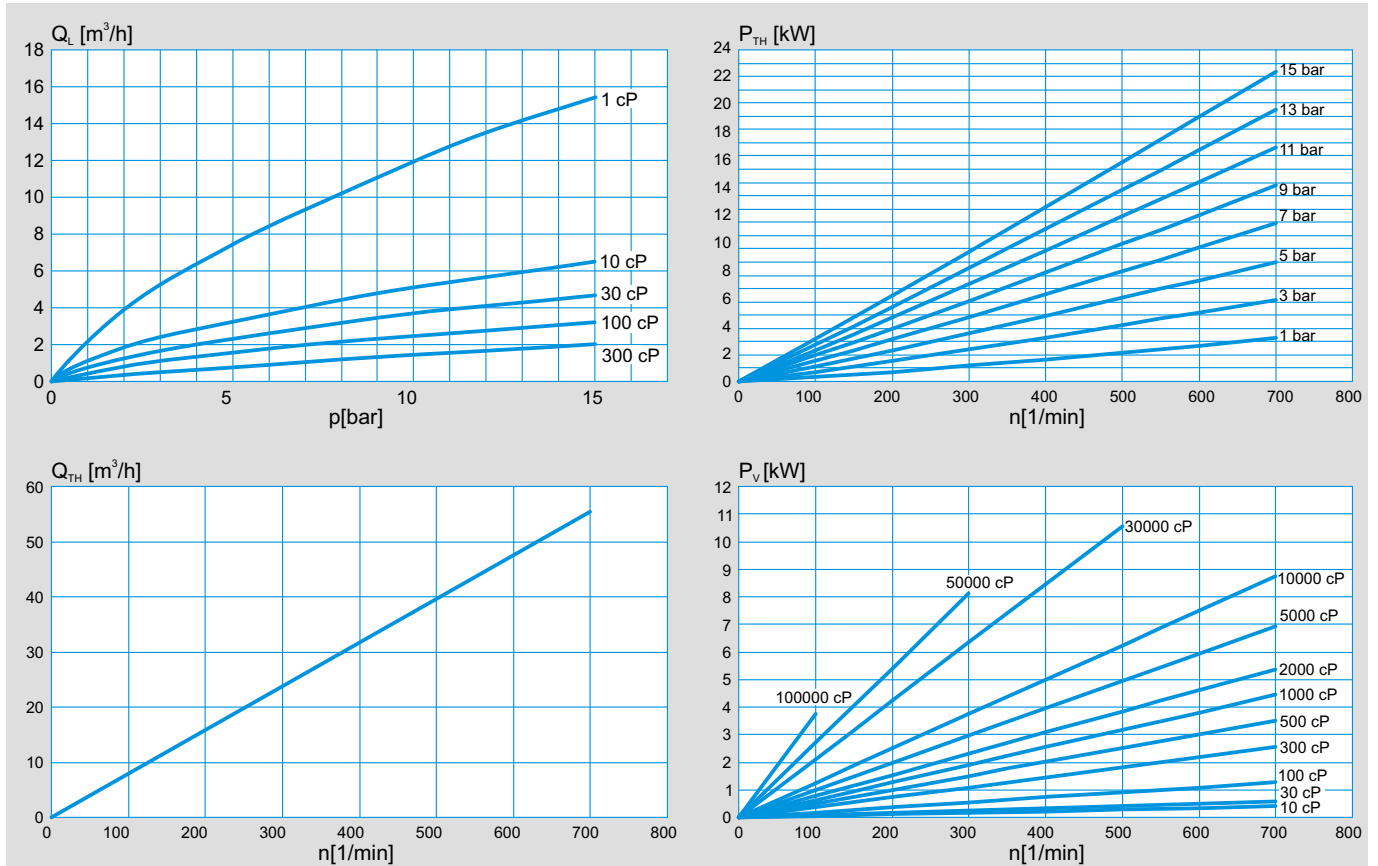 Q_L [m³/h]
18
16
14
12
10
8
6
4
2
0
1 cP
10 cP
30 cP
100 cP
300 cP
0 5 10 15
p[bar]
P_TH [kW]
24
22
20
18
16
14
12
10
8
6
4
2
0
15 bar
13 bar
11 bar
9 bar
7 bar
5 bar
3 bar
1 bar
0 100 200 300 400 500 600 700 800
n[1/min]
Q_TH [m³/h]
60
50
40
30
20
10
0
0 100 200 300 400 500 600 700 800
n[1/min]
P_V [kW]
12
11
10
9
8
7
6
5
4
3
2
1
0
30000 cP
50000 cP
10000 cP
5000 cP
100000 cP
2000 cP
1000 cP
500 cP
300 cP
100 cP
30 cP
10 cP
0 100 200 300 400 500 600 700 800
n[1/min]